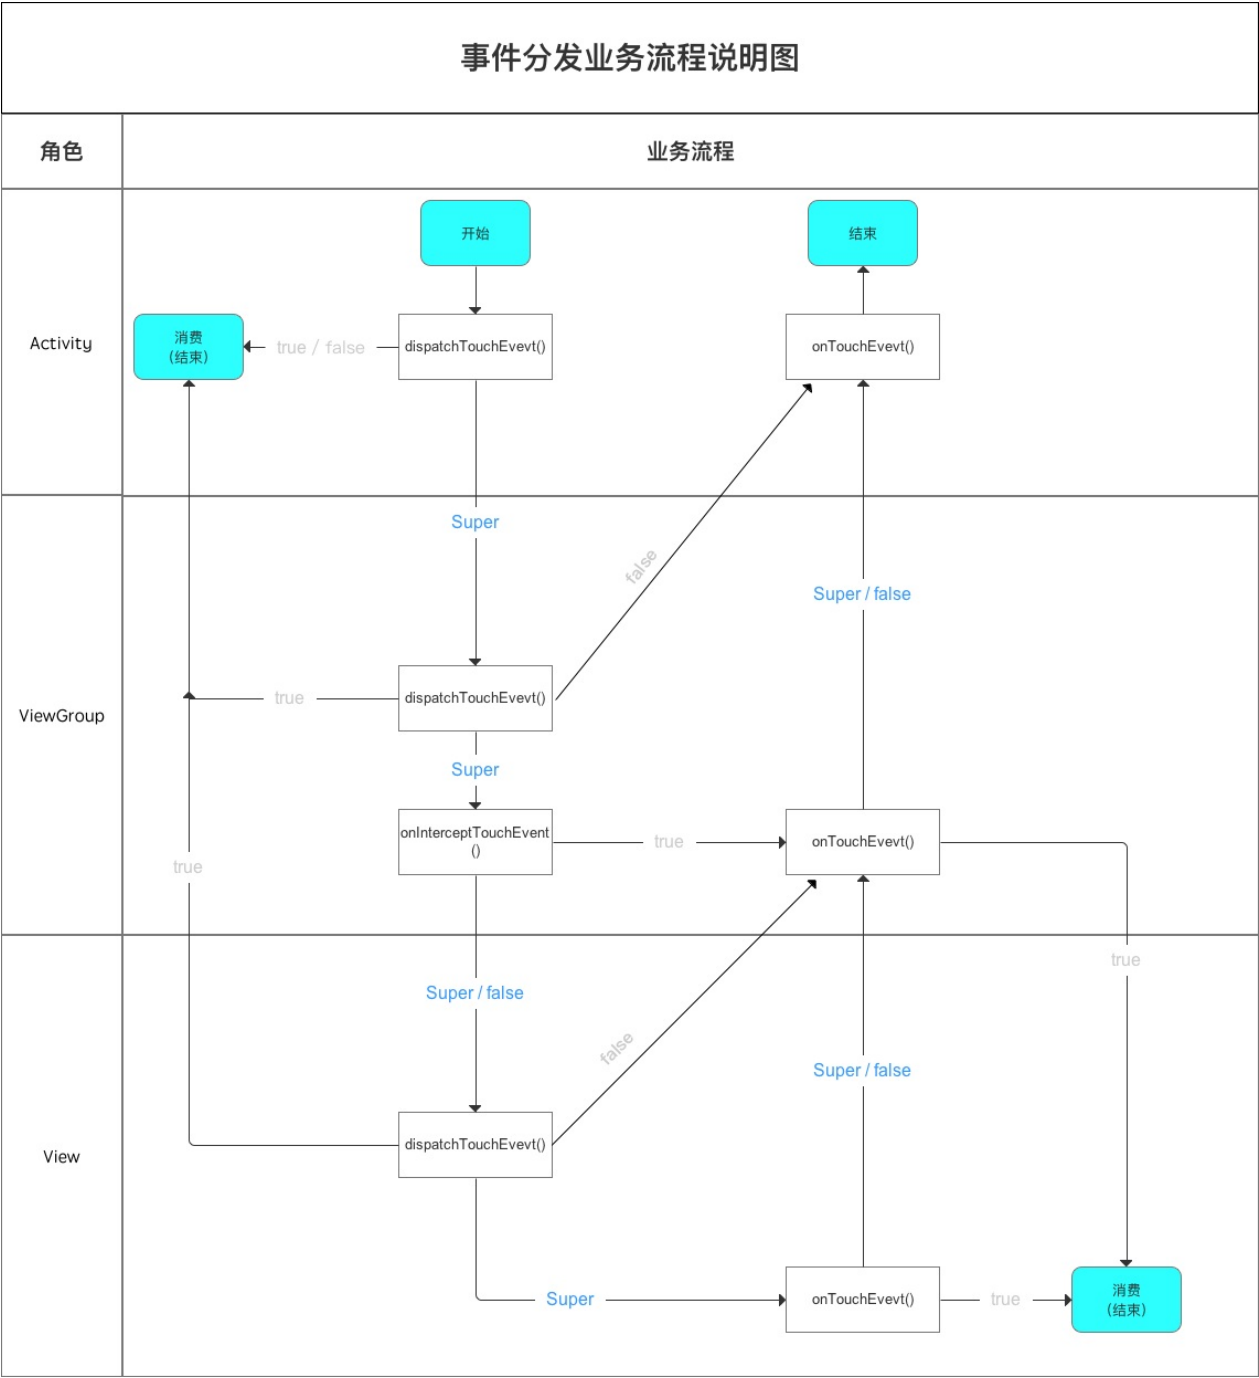 事件分发业务流程说明图
角色
业务流程
Activity
开始
结束
消费
(结束)
true / false
dispatchTouchEvevt()
onTouchEvevt()
ViewGroup
Super
false
Super / false
true
dispatchTouchEvevt()
Super
onInterceptTouchEvent
()
true
onTouchEvevt()
true
View
true
Super / false
false
Super / false
dispatchTouchEvevt()
Super
onTouchEvevt()
true
消费
(结束)